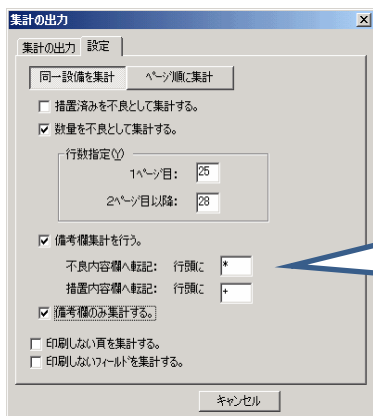 集計の出力
集計の出力 設定
同一設備を集計 ページ順に集計
措置済みを不良として集計する。
数量を不良として集計する。
行数指定(Y)
1ページ目: 25
2ページ目以降: 28
備考欄集計を行う。
不良内容欄へ転記: 行頭に *
措置内容欄へ転記: 行頭に +
備考欄のみ集計する。
印刷しない頁を集計する。
印刷しないフィールドを集計する。
キャンセル